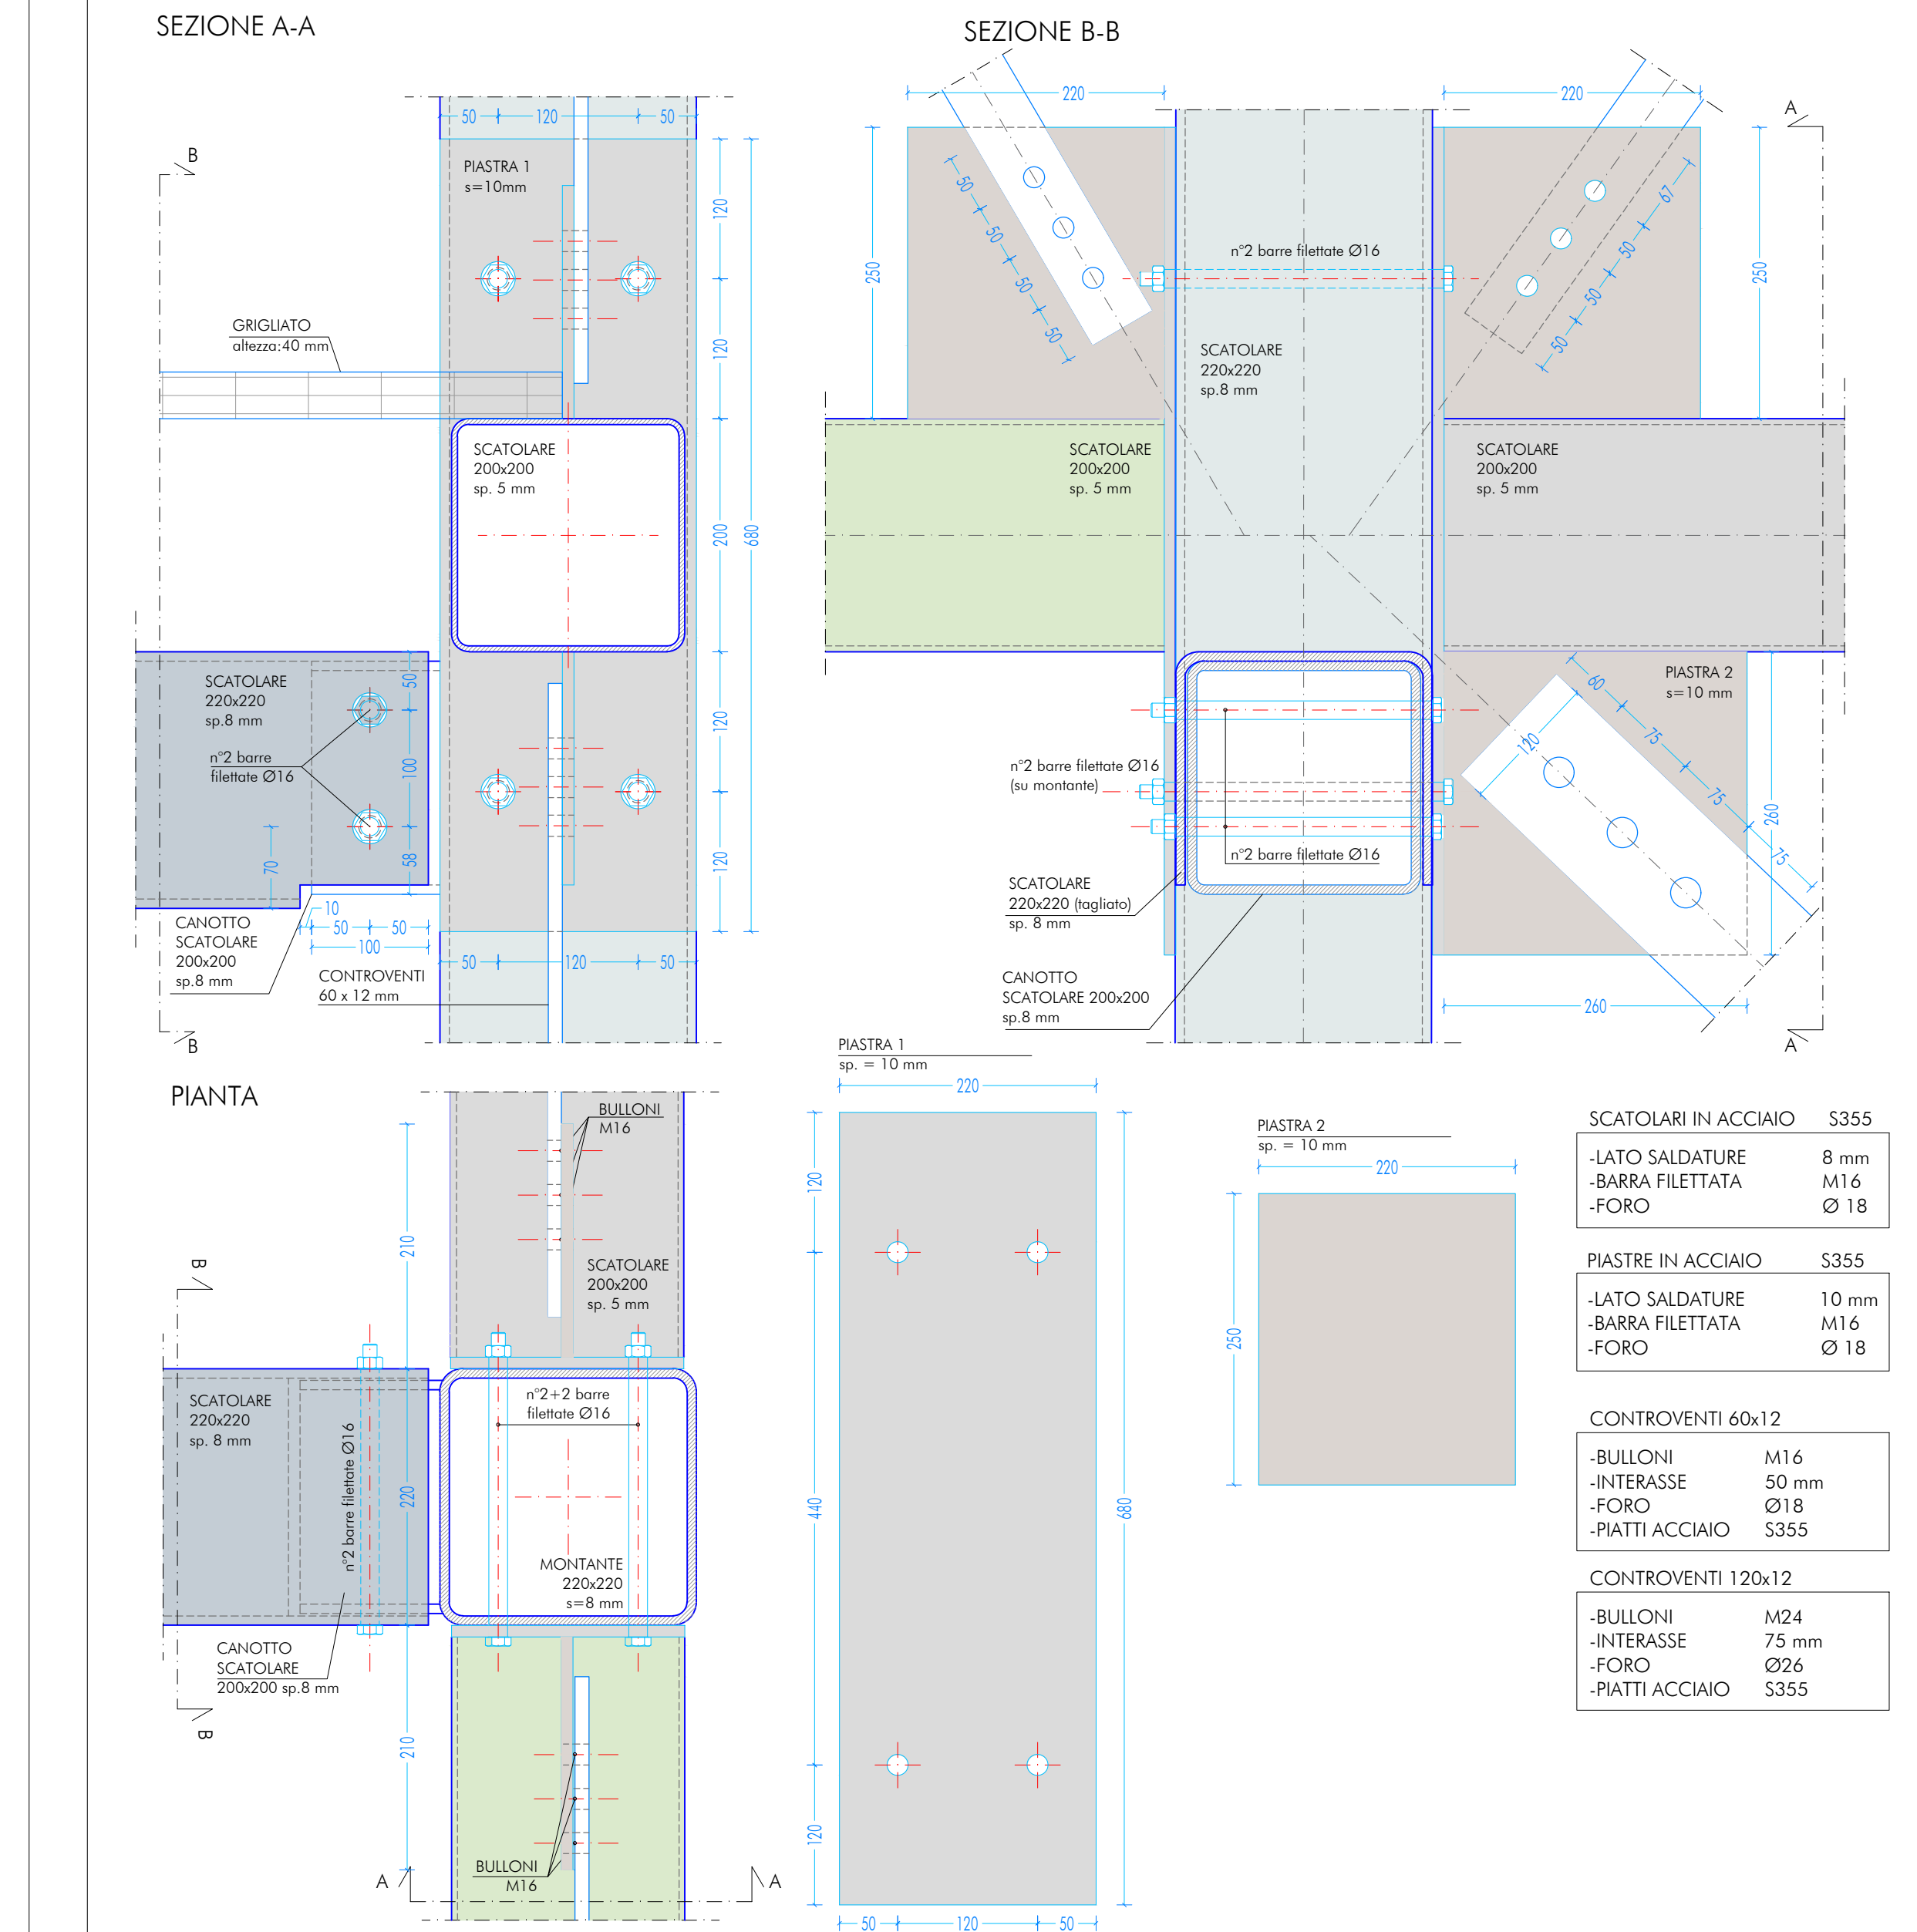 SEZIONE A-A
50
120
50
B
PIASTRA 1
s=10mm
120
120
GRIGLIATO
altezza:40 mm
SCATOLARE
200x200
sp. 5 mm
200
680
SCATOLARE
220x220
sp.8 mm
n°2 barre
filettate Ø16
50
100
58
70
120
120
10
50
50
100
CANOTTO
SCATOLARE
200x200
sp.8 mm
CONTROVENTI
60 x 12 mm
50
120
50
B
SEZIONE B-B
220
220
A
250
50
50
50
50
n°2 barre filettate Ø16
67
50
50
50
250
SCATOLARE
220x220
sp.8 mm
SCATOLARE
200x200
sp. 5 mm
SCATOLARE
200x200
sp. 5 mm
PIASTRA 2
s=10 mm
60
120
75
75
75
260
n°2 barre filettate Ø16
(su montante)
n°2 barre filettate Ø16
SCATOLARE
220x220 (tagliato)
sp. 8 mm
CANOTTO
SCATOLARE 200x200
sp.8 mm
260
A
PIANTA
BULLONI
M16
210
SCATOLARE
200x200
sp. 5 mm
B
SCATOLARE
220x220
sp. 8 mm
n°2 barre filettate Ø16
220
n°2+2 barre
filettate Ø16
MONTANTE
220x220
s=8 mm
CANOTTO
SCATOLARE
200x200 sp.8 mm
B
210
BULLONI
M16
A
A
PIASTRA 1
sp. = 10 mm
220
120
440
680
120
50
120
50
PIASTRA 2
sp. = 10 mm
220
250
SCATOLARI IN ACCIAIO S355
-LATO SALDATURE 8 mm
-BARRA FILETTATA M16
-FORO Ø 18
PIASTRE IN ACCIAIO S355
-LATO SALDATURE 10 mm
-BARRA FILETTATA M16
-FORO Ø 18
CONTROVENTI 60x12
-BULLONI M16
-INTERASSE 50 mm
-FORO Ø18
-PIATTI ACCIAIO S355
CONTROVENTI 120x12
-BULLONI M24
-INTERASSE 75 mm
-FORO Ø26
-PIATTI ACCIAIO S355